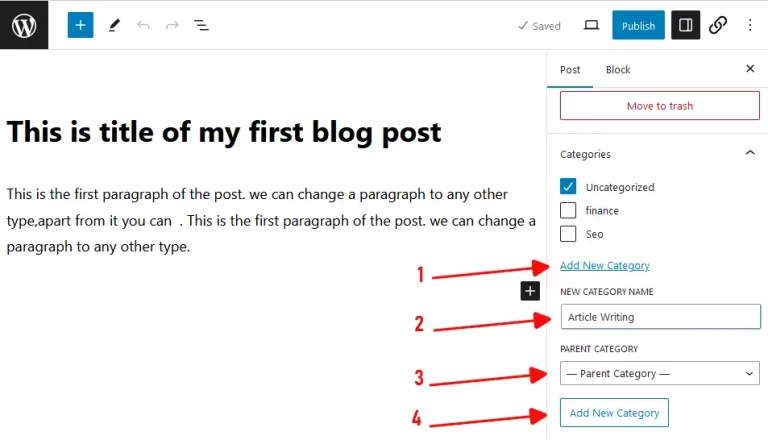 Saved
Publish
Post Block
Move to trash
This is title of my first blog post
This is the first paragraph of the post. we can change a paragraph to any other
type,apart from it you can  . This is the first paragraph of the post. we can change a
paragraph to any other type.
Categories
Uncategorized
finance
Seo
1 Add New Category
NEW CATEGORY NAME
2 Article Writing
PARENT CATEGORY
3 — Parent Category —
4 Add New Category